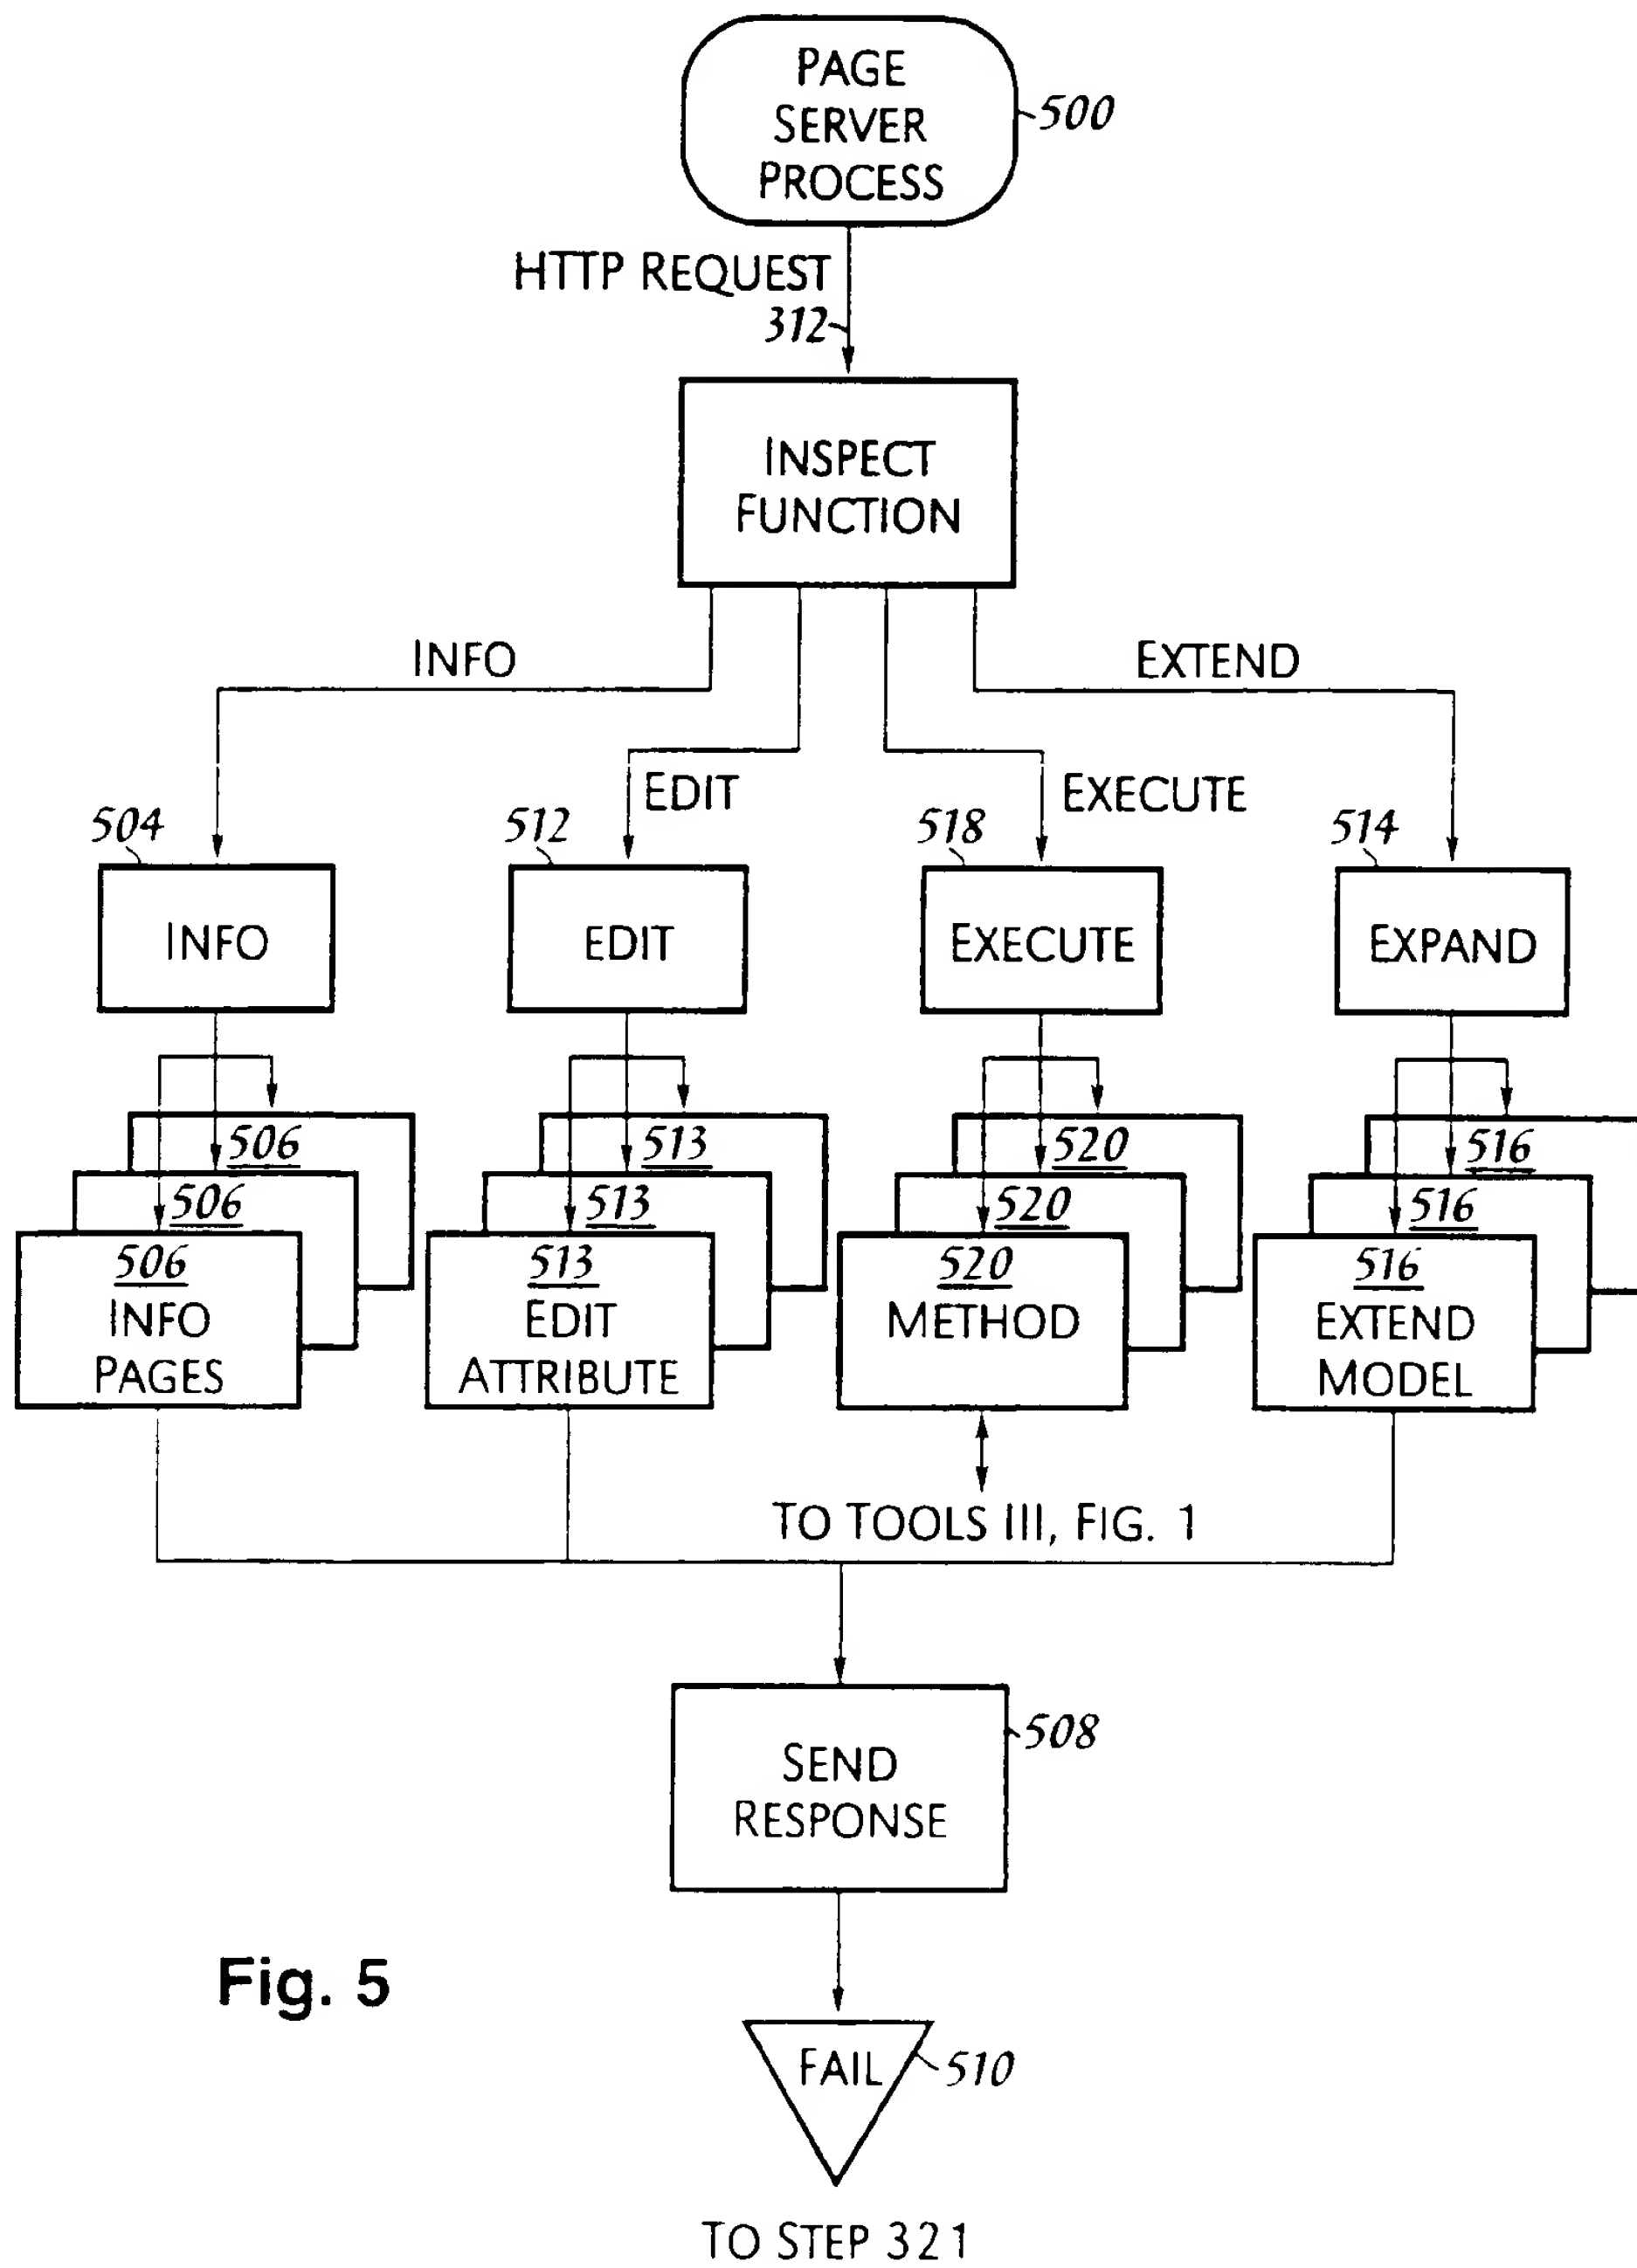 PAGE
SERVER
PROCESS
500
HTTP REQUEST
312
INSPECT
FUNCTION
INFO
EXTEND
EDIT
EXECUTE
504
512
518
514
INFO
EDIT
EXECUTE
EXPAND
506
513
520
516
506
513
520
516
506
INFO
PAGES
513
EDIT
ATTRIBUTE
520
METHOD
516
EXTEND
MODEL
TO TOOLS III, FIG. 1
508
SEND
RESPONSE
Fig. 5
FAIL
510
TO STEP 321